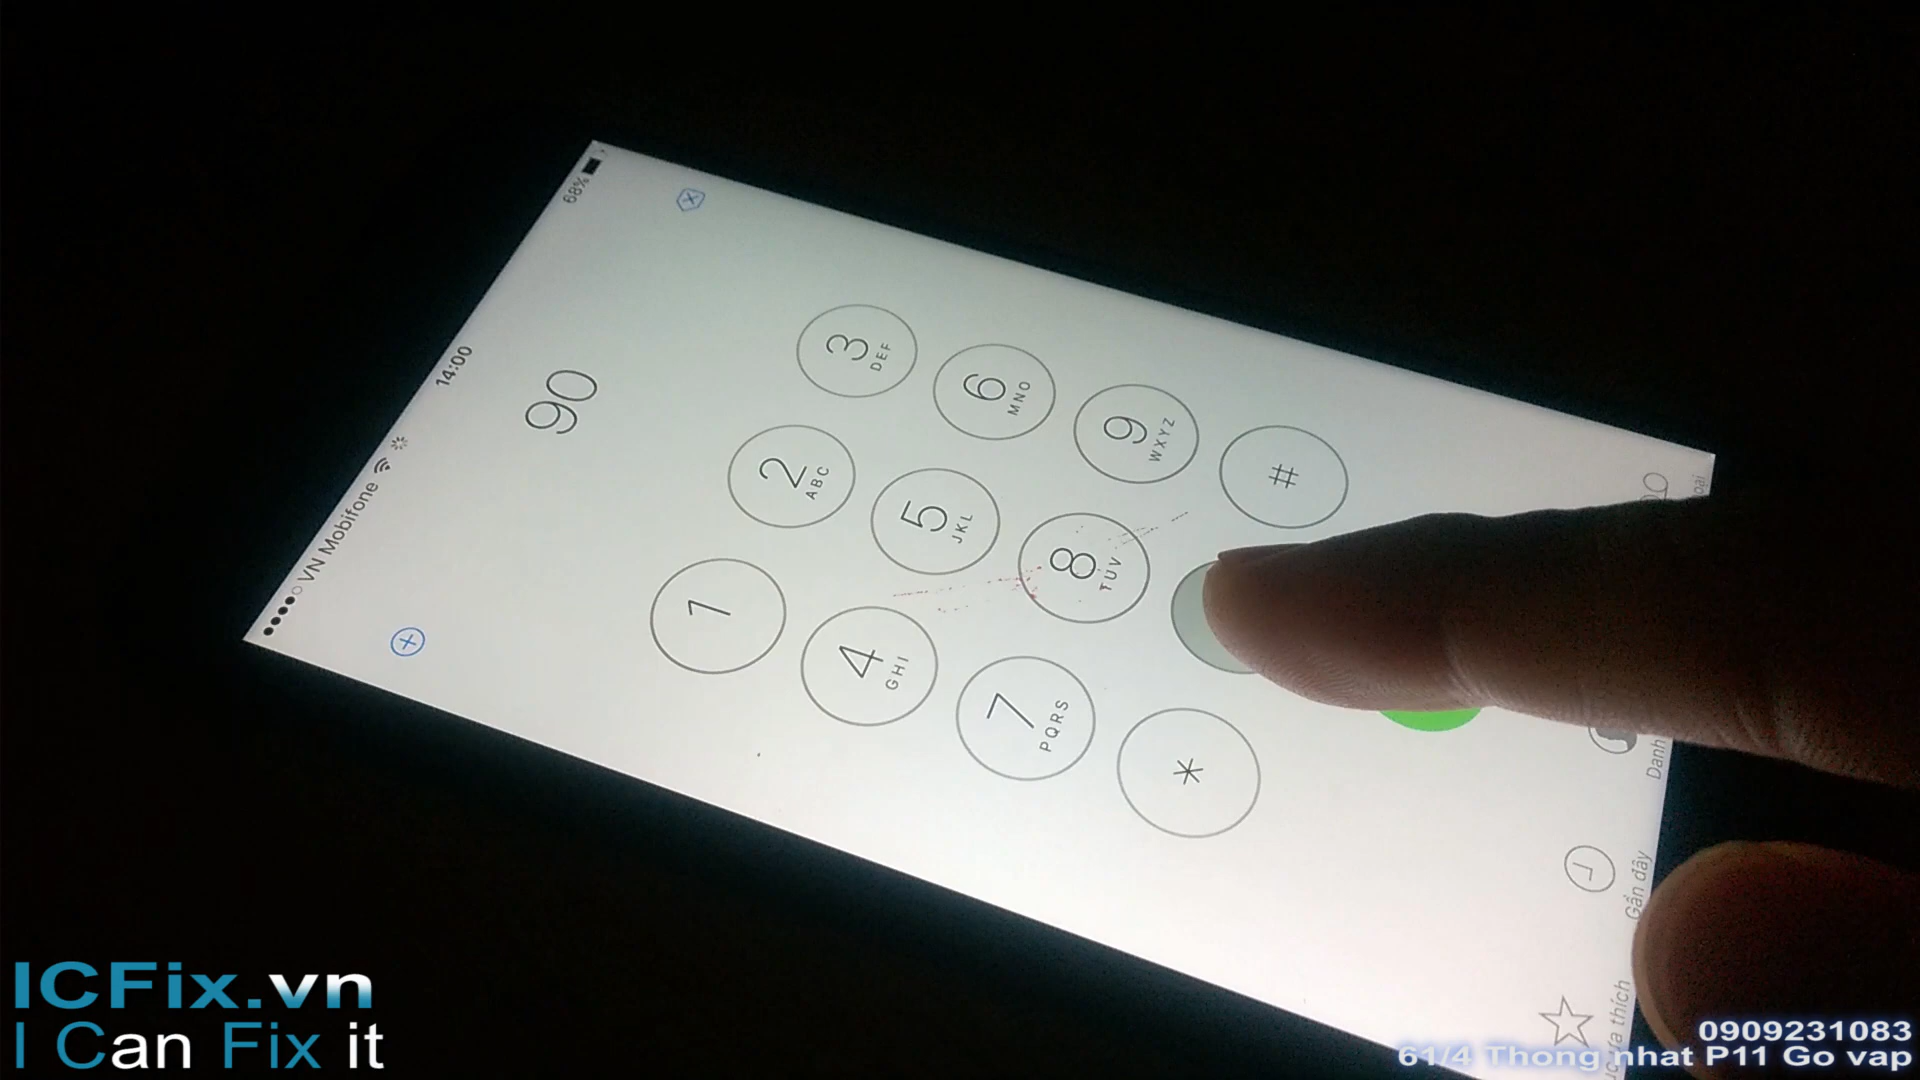 VN Mobifone 14:00 68%
90
1
2 ABC
3 DEF
4 GHI
5 JKL
6 MNO
7 PQRS
8 TUV
9 WXYZ
*
#
thích
Gần đây
Danh
ICFix.vn
I Can Fix it
0909231083
61/4 Thong nhat P11 Go vap